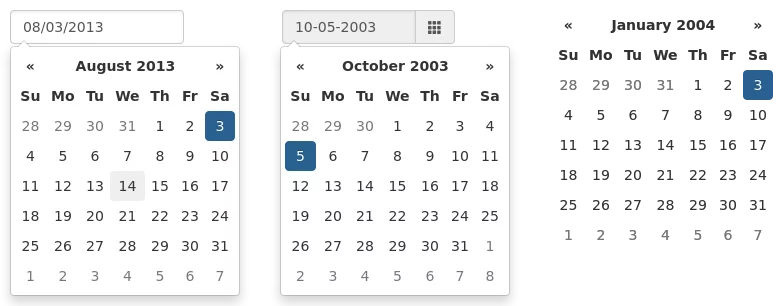 08/03/2013
« August 2013 »
Su Mo Tu We Th Fr Sa
28 29 30 31 1 2 3
4 5 6 7 8 9 10
11 12 13 14 15 16 17
18 19 20 21 22 23 24
25 26 27 28 29 30 31
1 2 3 4 5 6 7
10-05-2003
« October 2003 »
Su Mo Tu We Th Fr Sa
28 29 30 1 2 3 4
5 6 7 8 9 10 11
12 13 14 15 16 17 18
19 20 21 22 23 24 25
26 27 28 29 30 31 1
2 3 4 5 6 7 8
« January 2004 »
Su Mo Tu We Th Fr Sa
28 29 30 31 1 2 3
4 5 6 7 8 9 10
11 12 13 14 15 16 17
18 19 20 21 22 23 24
25 26 27 28 29 30 31
1 2 3 4 5 6 7